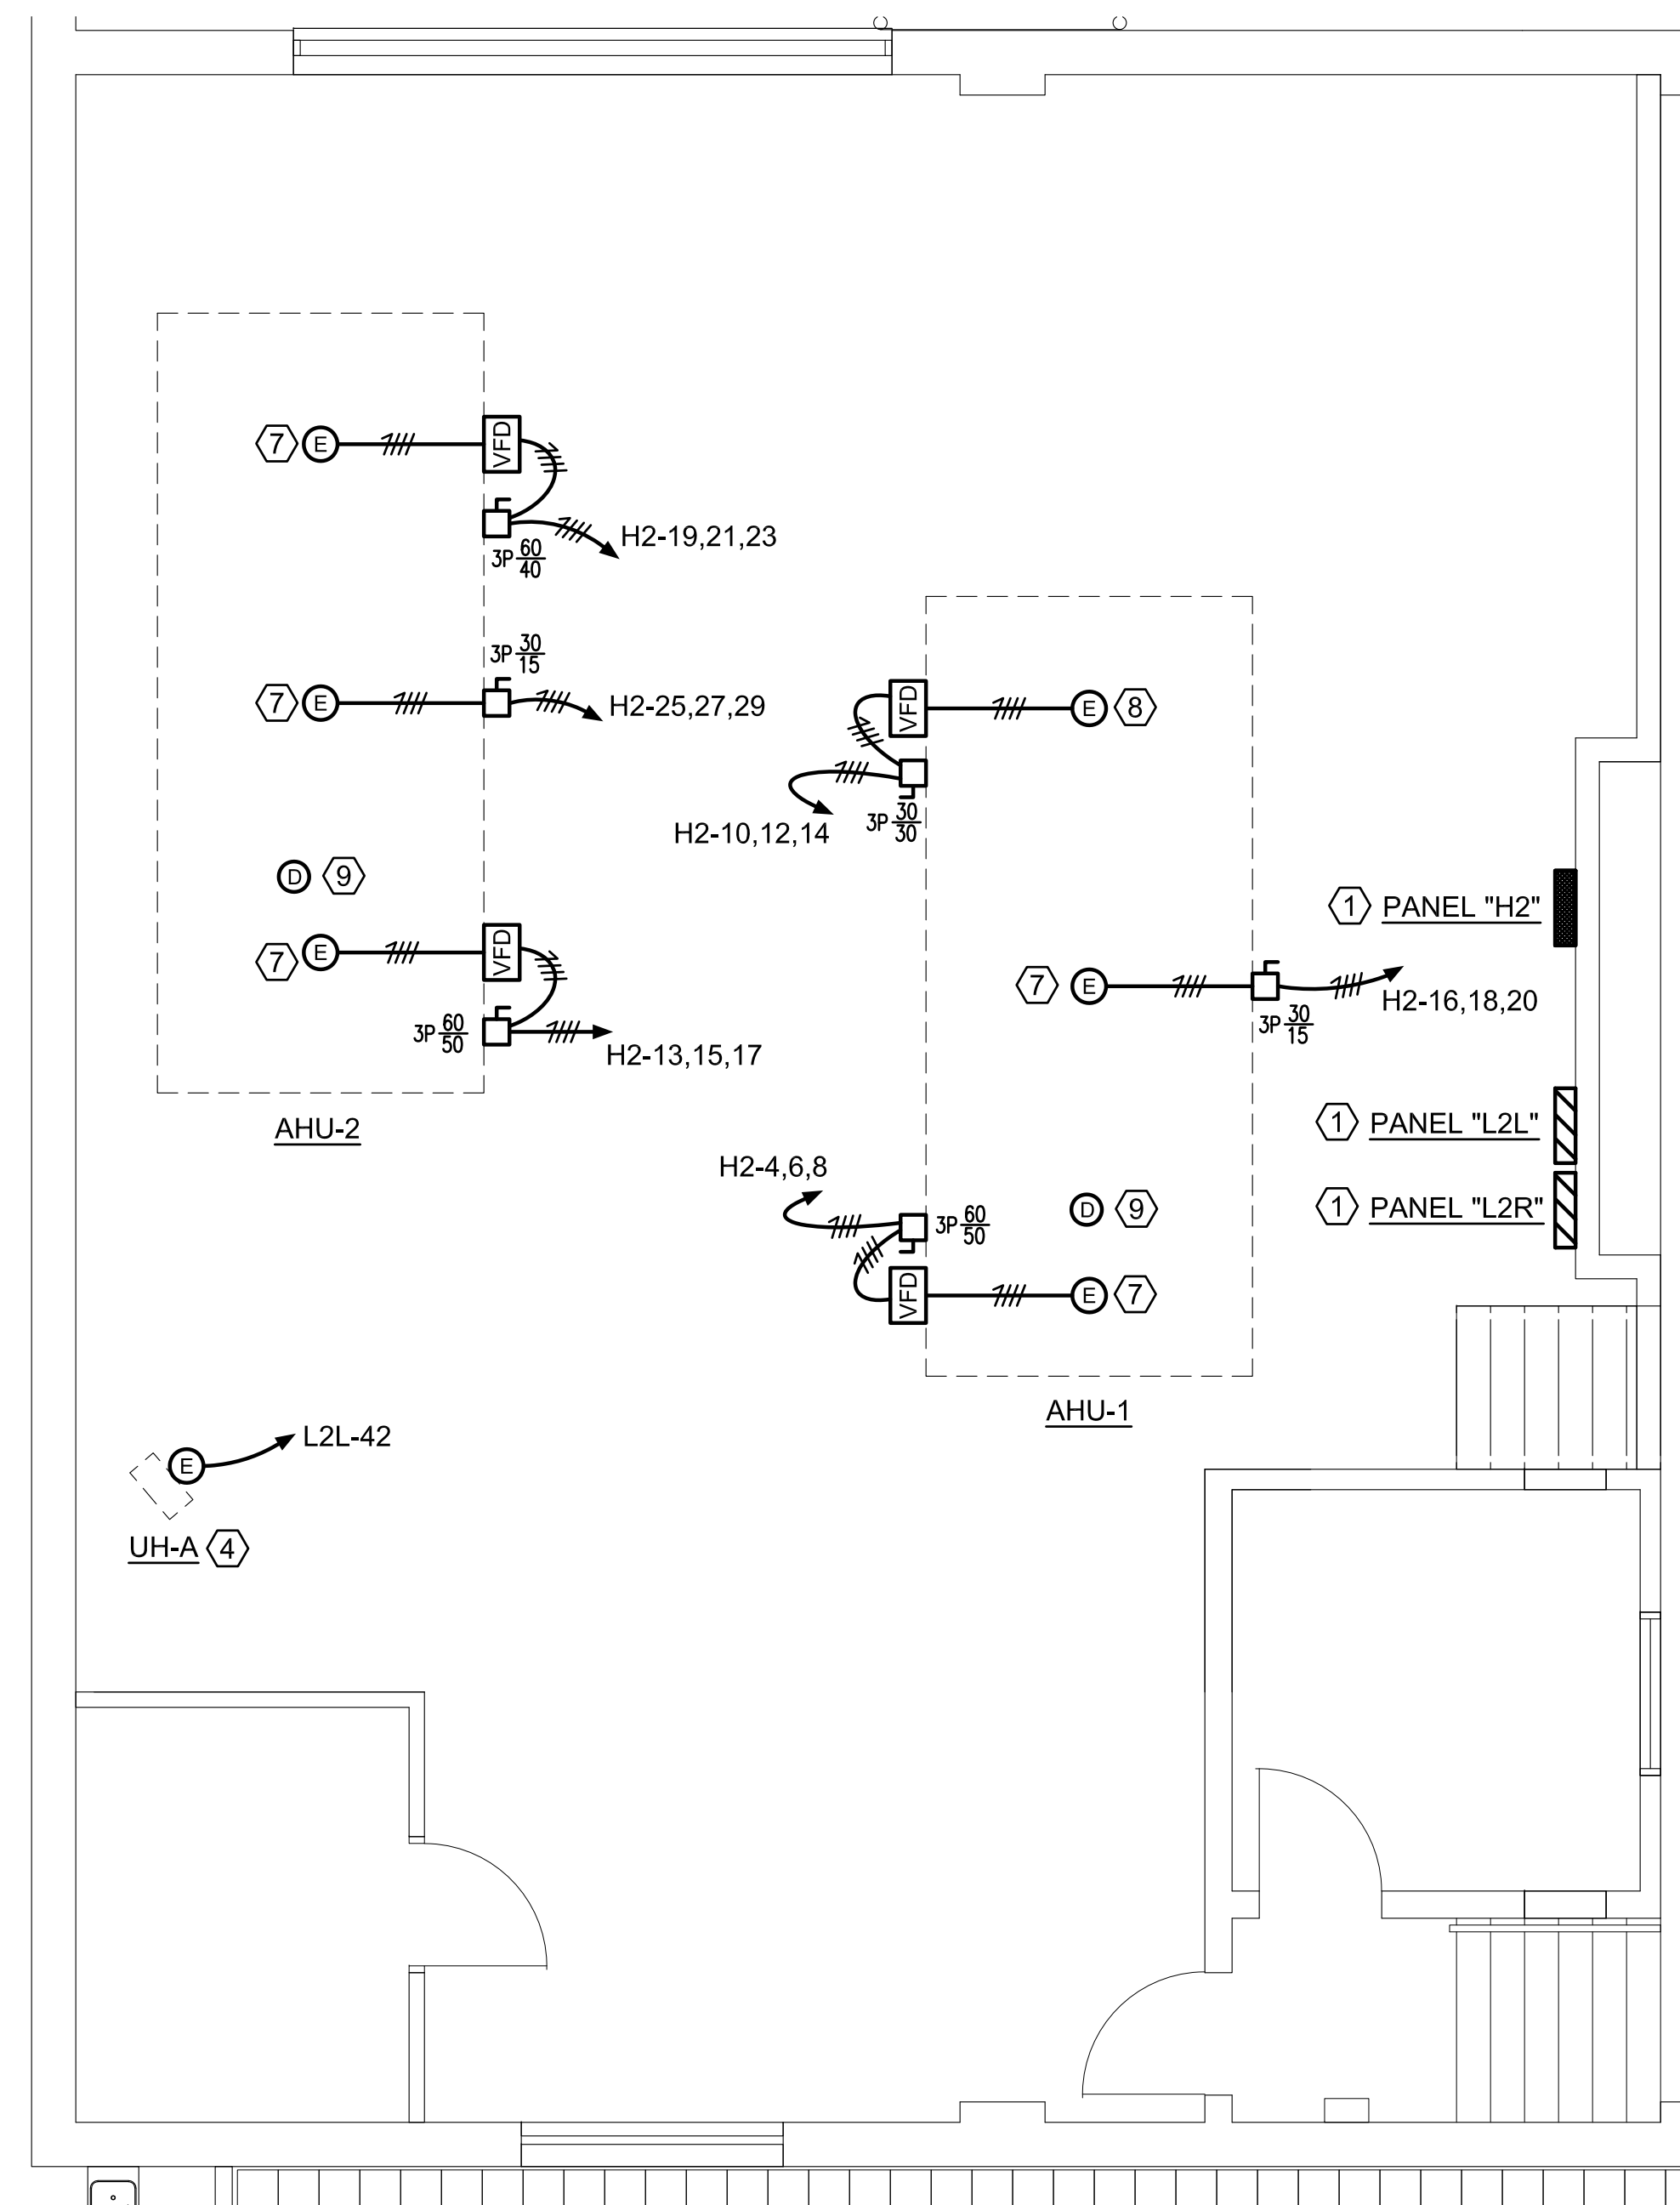 7 E VFD
3P 60/40
H2-19,21,23
3P 30/15
7 E
H2-25,27,29
VFD E 8
H2-10,12,14
3P 30/30
D 9
7 E VFD
3P 60/50
H2-13,15,17
AHU-2
1 PANEL "H2"
7 E
H2-16,18,20
3P 30/15
1 PANEL "L2L"
1 PANEL "L2R"
H2-4,6,8
3P 60/50
D 9
VFD E 7
AHU-1
E L2L-42
UH-A 4